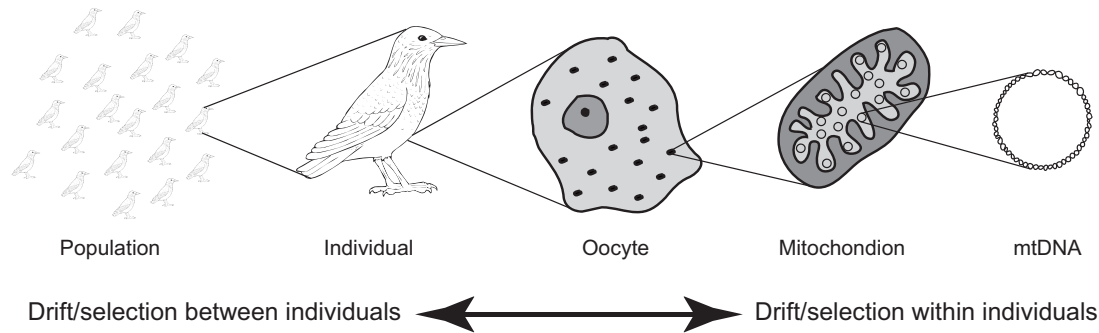 Population Individual Oocyte Mitochondion mtDNA
Drift/selection between individuals Drift/selection within individuals